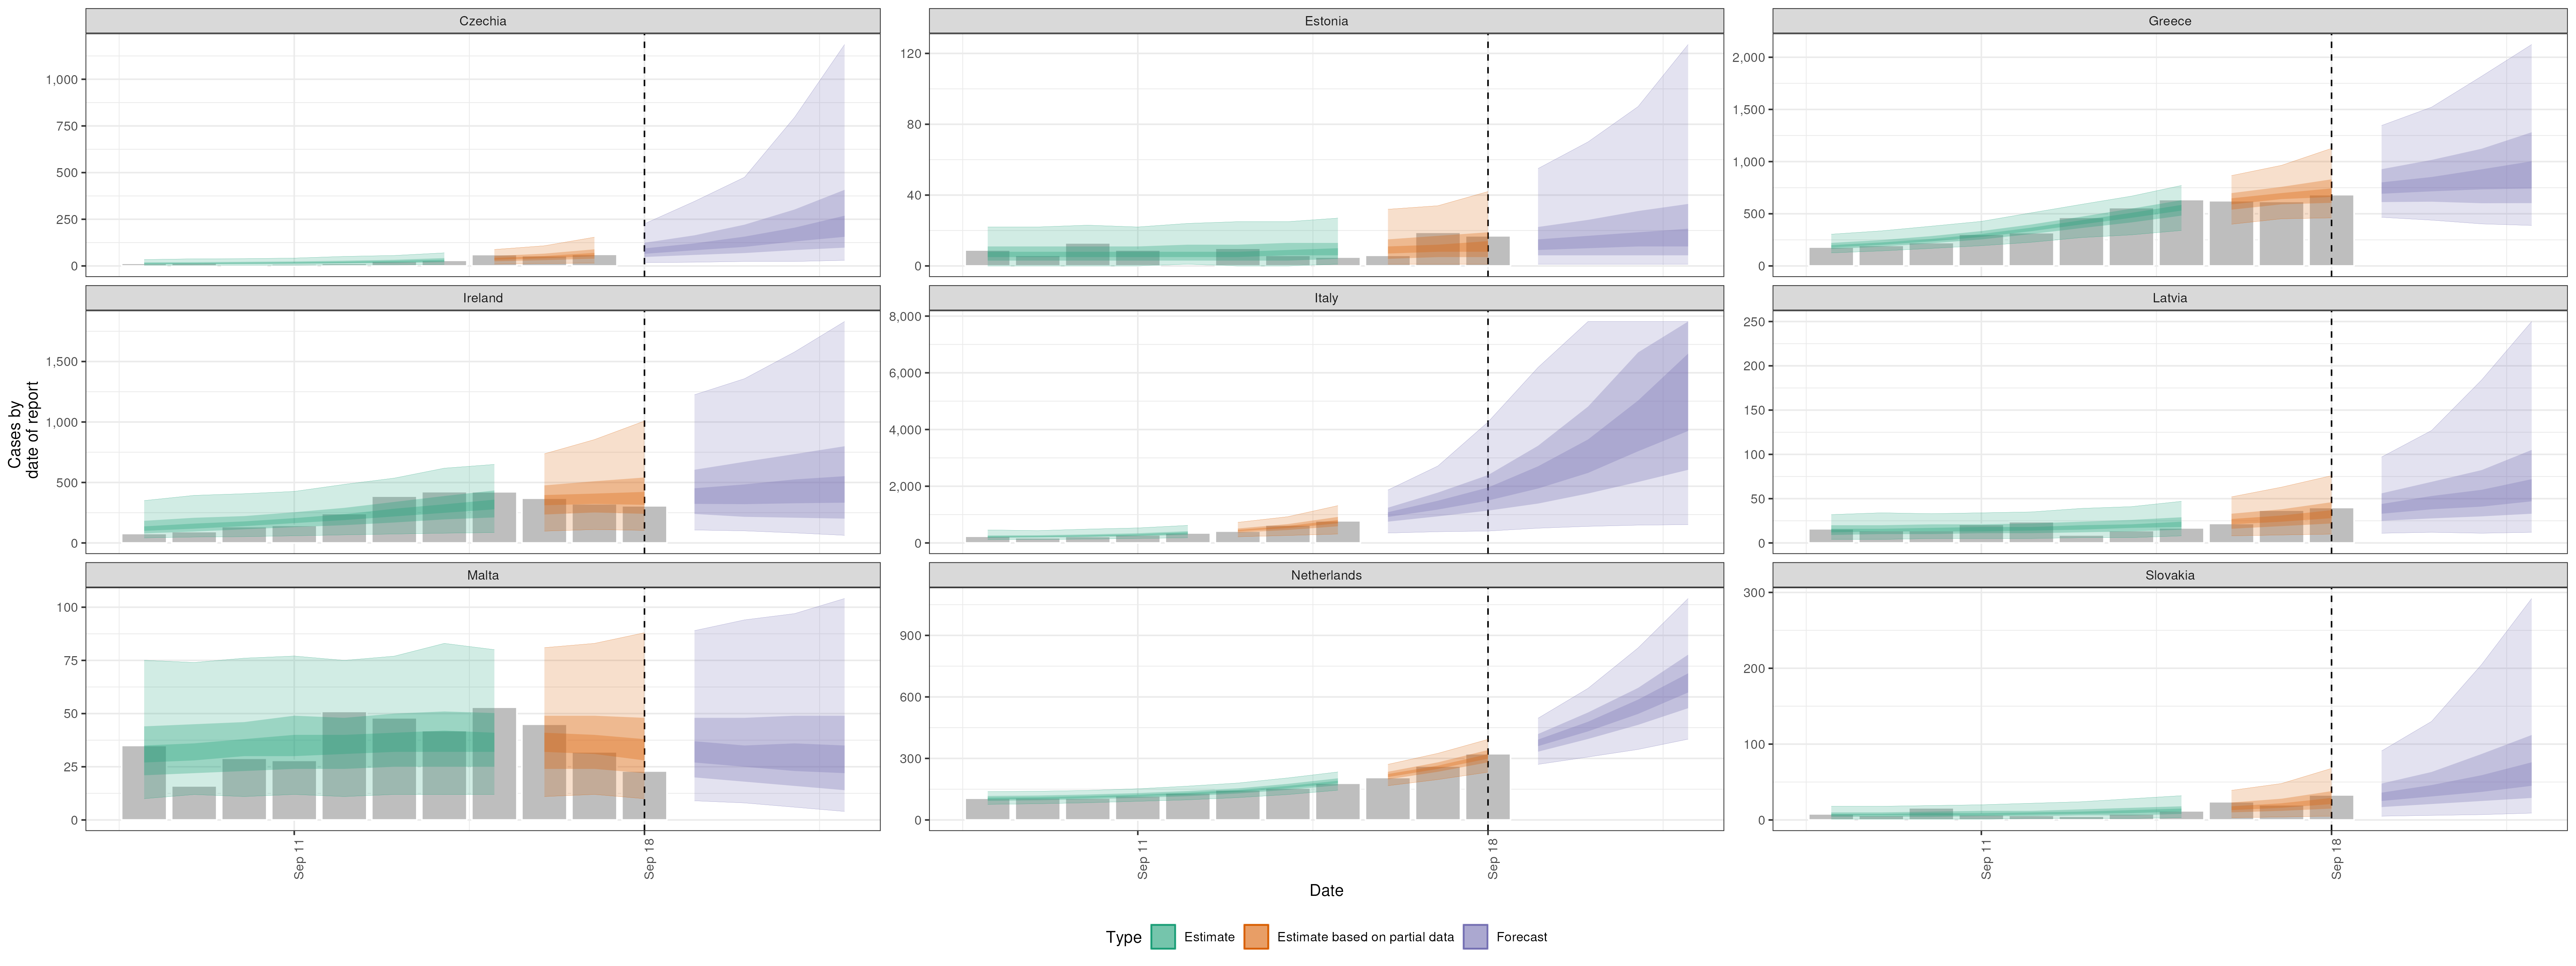 Czechia
Estonia
Greece
1,000
750
500
250
0
120
80
40
0
2,000
1,500
1,000
500
0
Ireland
Italy
Latvia
1,500
1,000
500
0
8,000
6,000
4,000
2,000
0
250
200
150
100
50
0
Malta
Netherlands
Slovakia
100
75
50
25
0
900
600
300
0
300
200
100
0
Cases by
date of report
Sep 11
Sep 18
Sep 11
Sep 18
Sep 11
Sep 18
Date
Type Estimate Estimate based on partial data Forecast